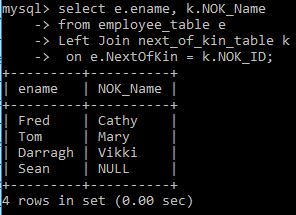 mysql> select e.ename, k.NOK_Name
    -> from employee_table e
    -> Left Join next_of_kin_table k
    ->  on e.NextOfKin = k.NOK_ID;
+---------+----------+
| ename   | NOK_Name |
+---------+----------+
| Fred    | Cathy    |
| Tom     | Mary     |
| Darragh | Vikki    |
| Sean    | NULL     |
+---------+----------+
4 rows in set (0.00 sec)